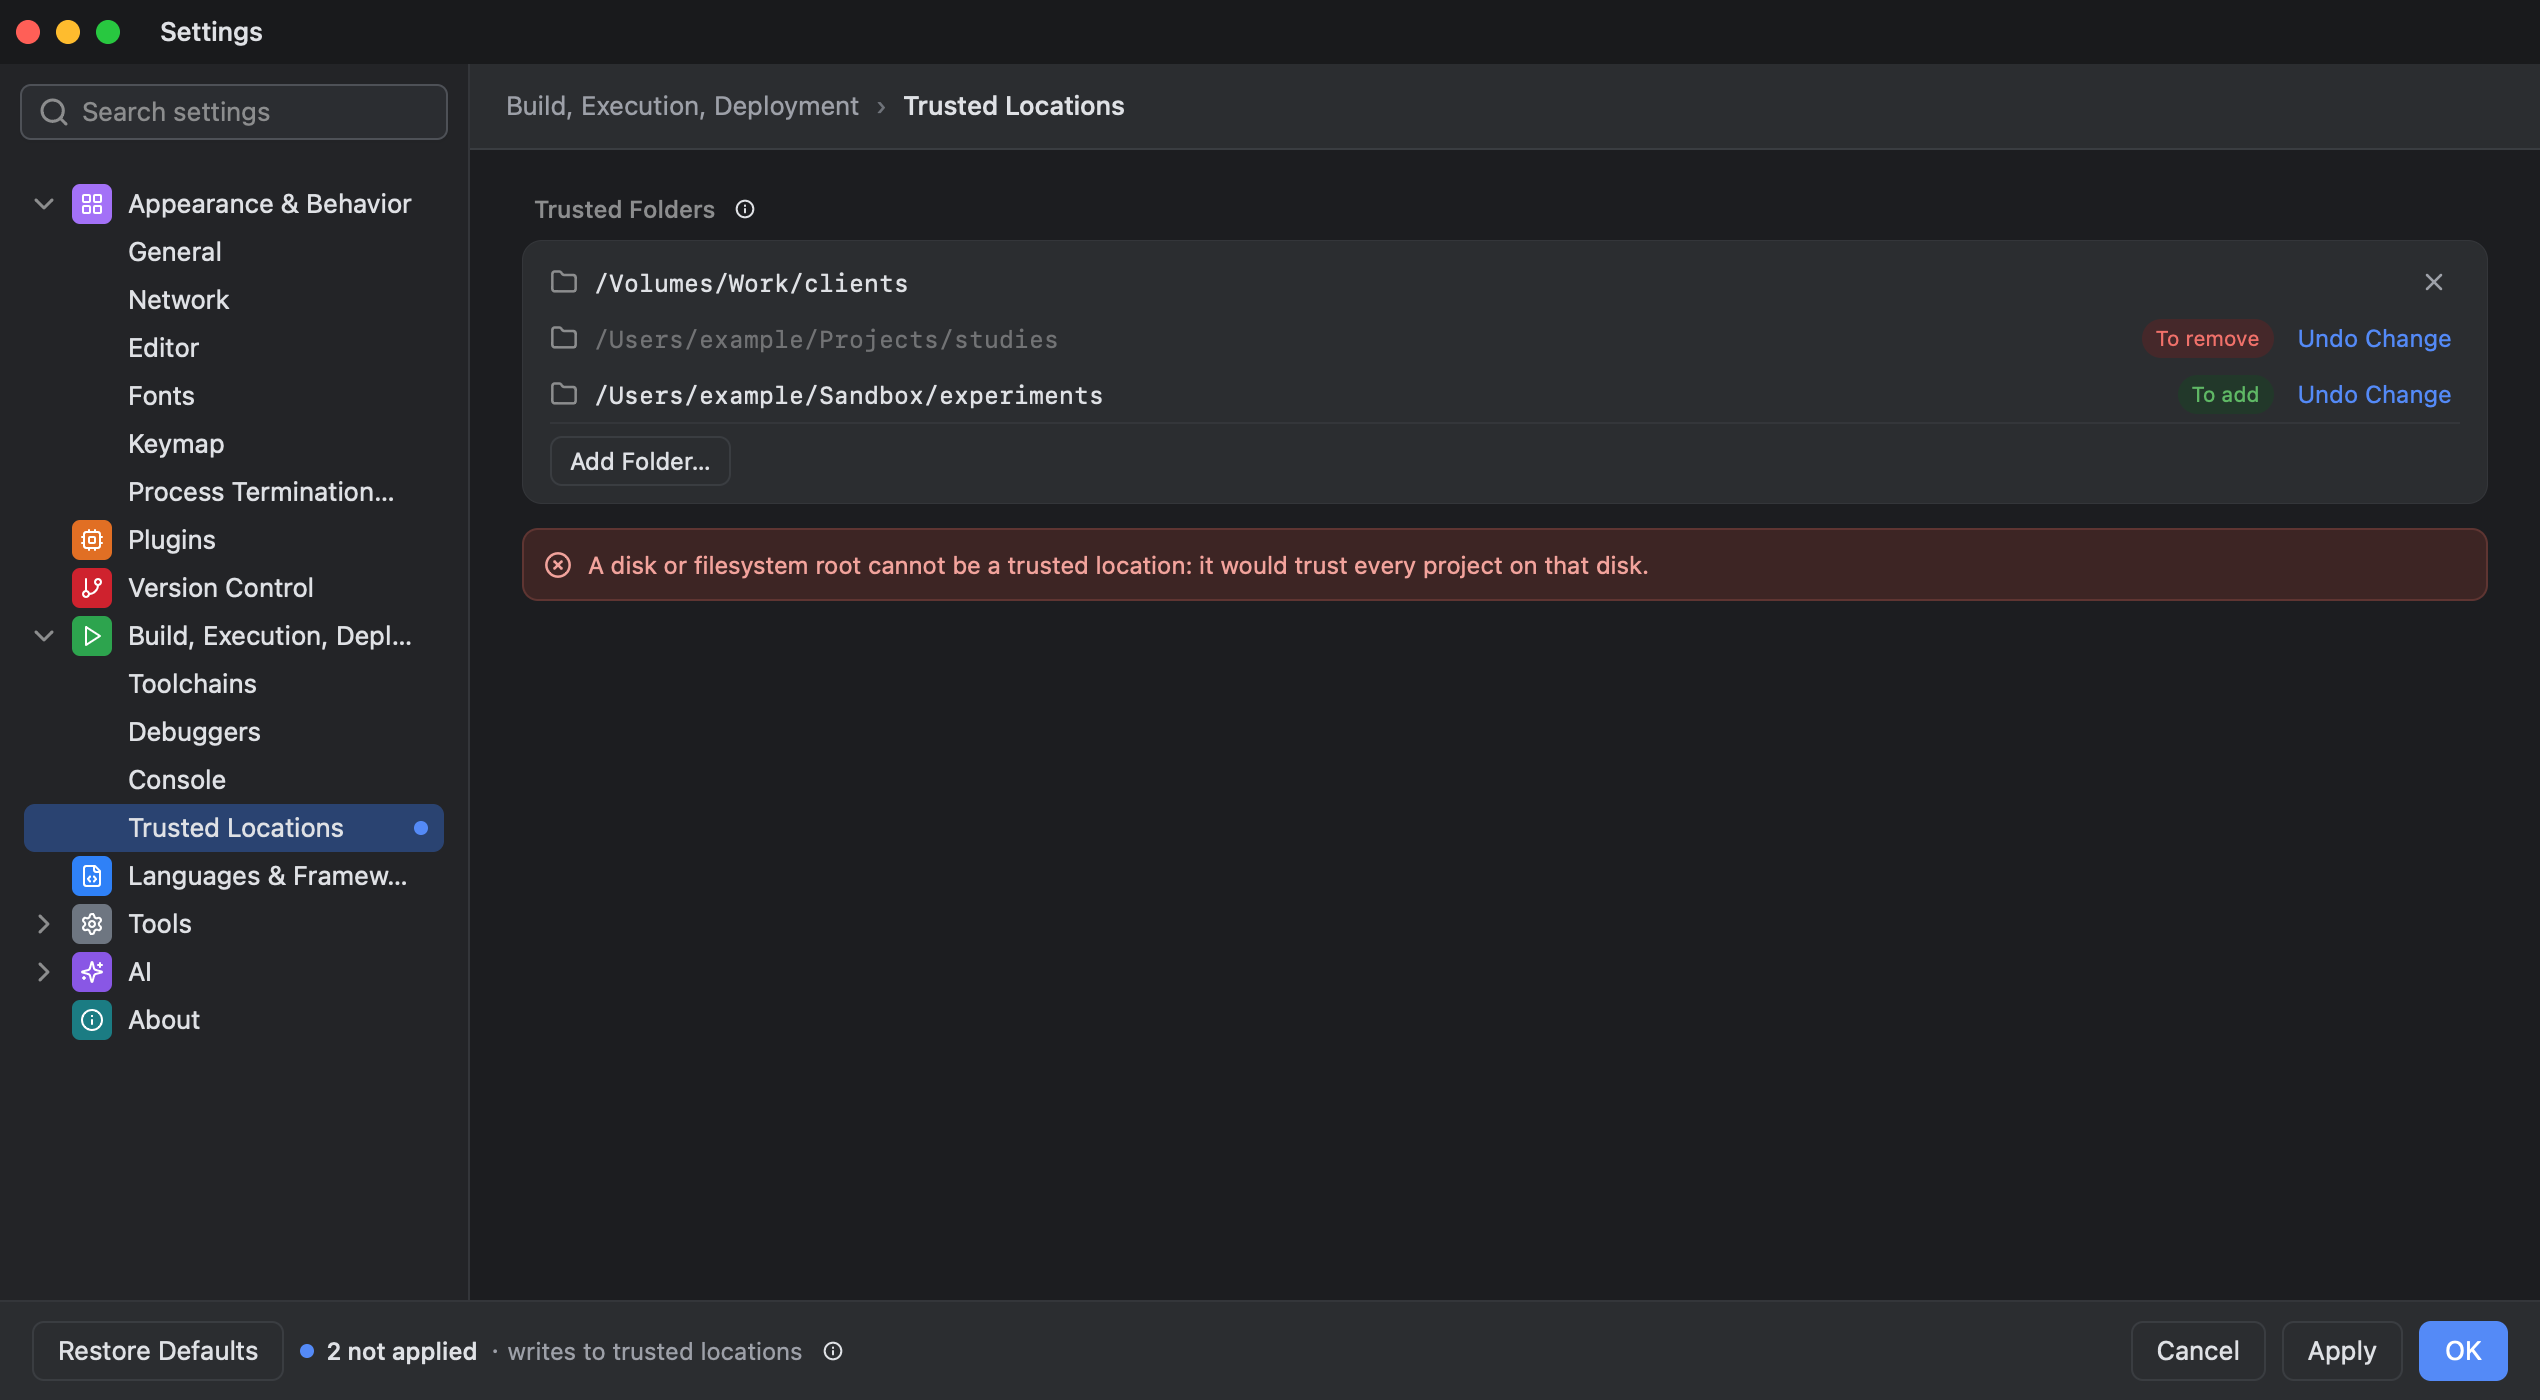 Settings
Search settings
Appearance & Behavior
General
Network
Editor
Fonts
Keymap
Process Termination...
Plugins
Version Control
Build, Execution, Depl...
Toolchains
Debuggers
Console
Trusted Locations
Languages & Framew...
Tools
AI
About
Build, Execution, Deployment › Trusted Locations
Trusted Folders
/Volumes/Work/clients
/Users/example/Projects/studies To remove Undo Change
/Users/example/Sandbox/experiments To add Undo Change
Add Folder...
A disk or filesystem root cannot be a trusted location: it would trust every project on that disk.
Restore Defaults 2 not applied · writes to trusted locations Cancel Apply OK